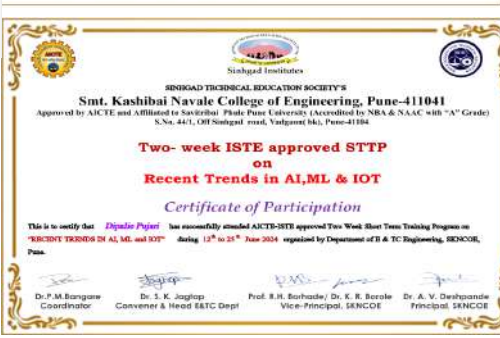 Sinhgad Institutes
SINHGAD TECHNICAL EDUCATION SOCIETY'S
Smt. Kashibai Navale College of Engineering, Pune-411041
Approved by AICTE and Affiliated to Savitribai Phule Pune University (Accredited by NBA & NAAC with "A" Grade)
S.No. 44/1, Off Sinhgad road, Vadgaon( bk), Pune-41104
Two- week ISTE approved STTP
on
Recent Trends in AI,ML & IOT
Certificate of Participation
This is to certify that Dipalie Pujari has successfully attended AICTE-ISTE approved Two Week Short Term Training Program on
"RECENT TRENDS IN AI, ML and IOT" during 12th to 25th June 2024 organized by Department of E & TC Engineering, SKNCOE,
Pune.
Dr.P.M.Bangare Dr. S. K. Jagtap Prof. R.H. Borhade/ Dr. K. R. Borole Dr. A. V. Deshpande
Coordinator Convener & Head E&TC Dept Vice-Principal, SKNCOE Principal, SKNCOE